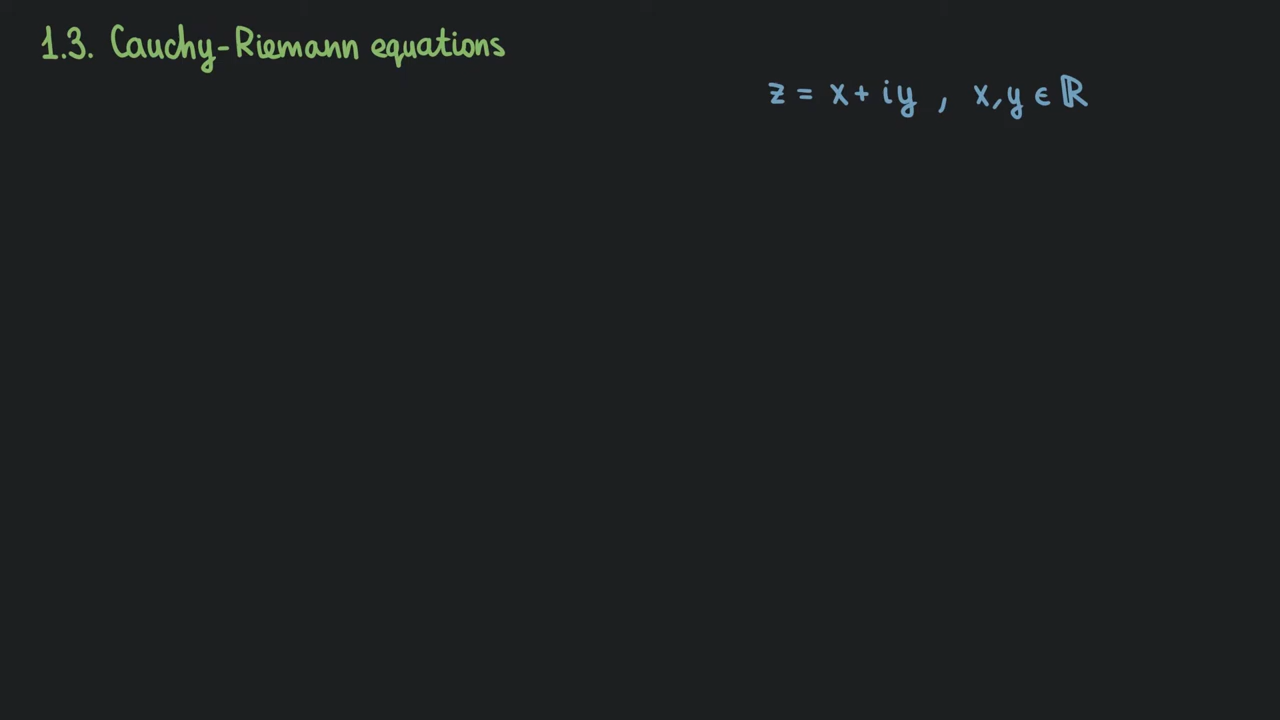 1.3. Cauchy-Riemann equations
z = x + iy , x, y ∈ ℝ